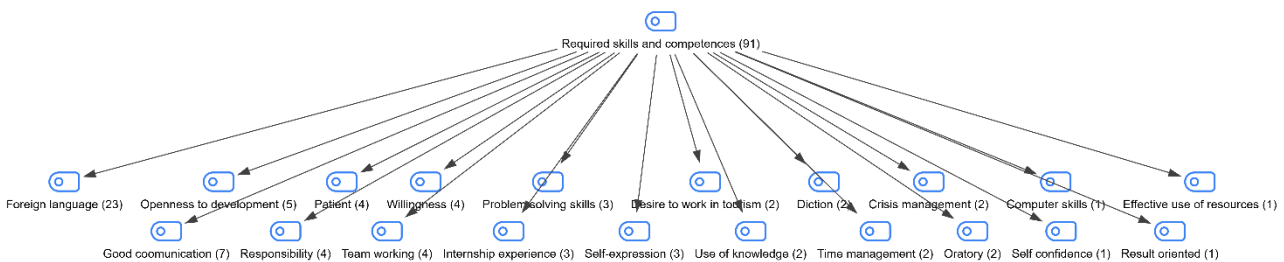 Required skills and competences (91)
Foreign language (23)
Openness to development (5)
Patient (4)
Willingness (4)
Problem solving skills (3)
Desire to work in tourism (2)
Diction (2)
Crisis management (2)
Computer skills (1)
Effective use of resources (1)
Good coomunication (7)
Responsibility (4)
Team working (4)
Internship experience (3)
Self-expression (3)
Use of knowledge (2)
Time management (2)
Oratory (2)
Self confidence (1)
Result oriented (1)